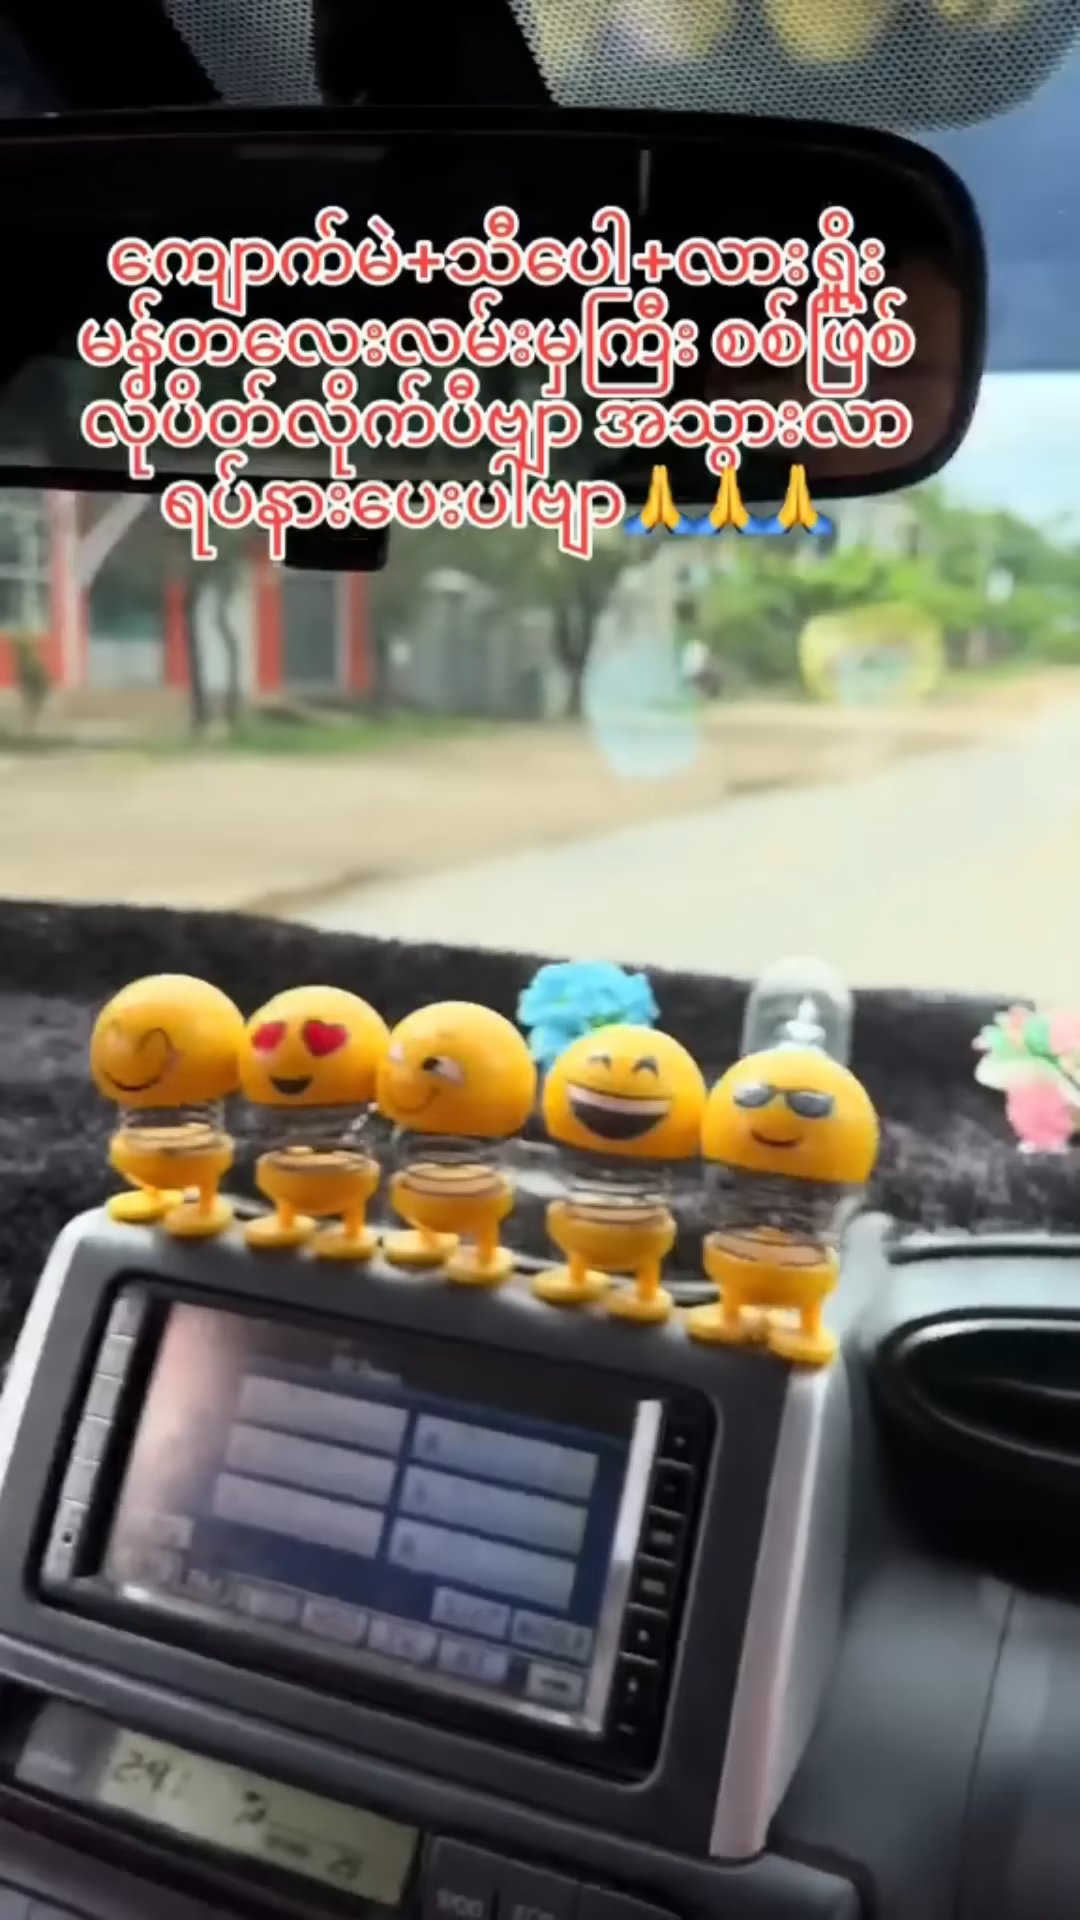 ကျောက်မဲ+သီပေါ+လားရှိုး
မန်တလေးလမ်းမှကြီး စစ်ဖြစ်
လို့ပိတ်လိုက်ပီဗျာ အသွားလာ
ရပ်နားပေးပါဗျာ🙏🙏🙏